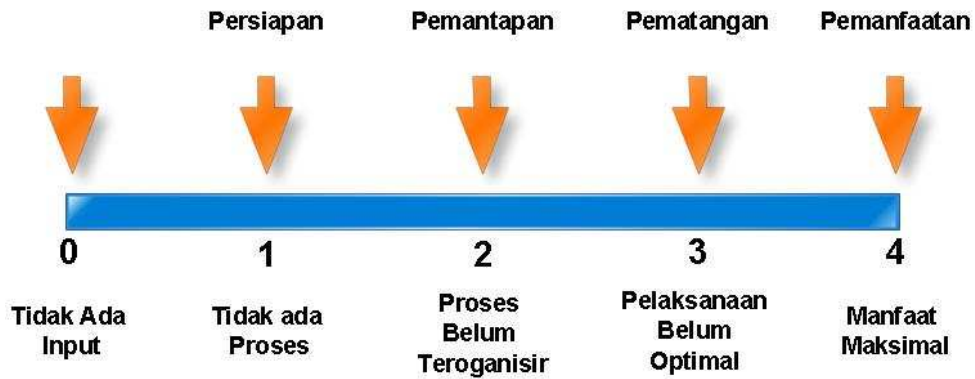 Persiapan Pemantapan Pematangan Pemanfaatan
0 1 2 3 4
Tidak Ada
Input
Tidak ada
Proses
Proses
Belum
Teroganisir
Pelaksanaan
Belum
Optimal
Manfaat
Maksimal